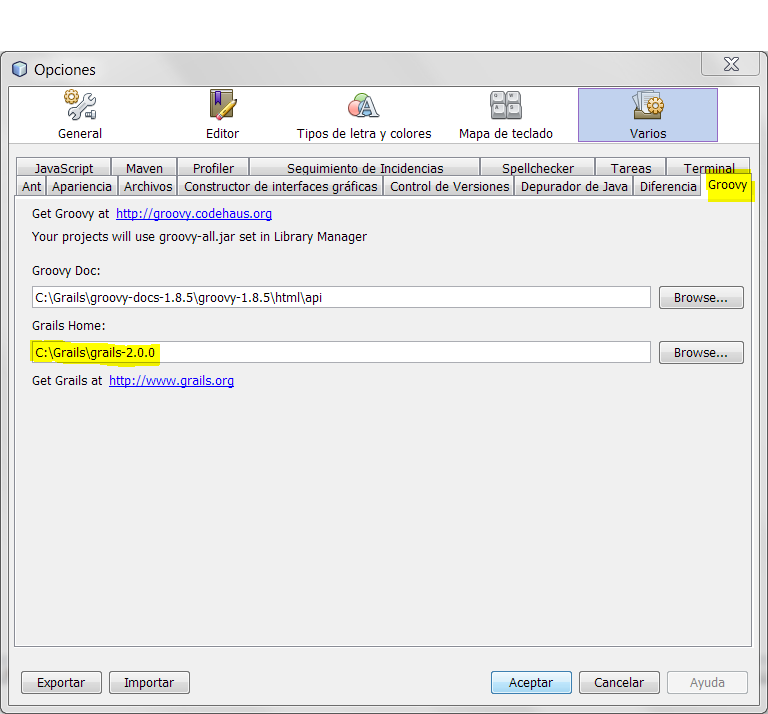 Opciones
General Editor Tipos de letra y colores Mapa de teclado Varios
JavaScript Maven Profiler Seguimiento de Incidencias Spellchecker Tareas Terminal
Ant Apariencia Archivos Constructor de interfaces gráficas Control de Versiones Depurador de Java Diferencia Groovy
Get Groovy at http://groovy.codehaus.org
Your projects will use groovy-all.jar set in Library Manager
Groovy Doc:
C:\Grails\groovy-docs-1.8.5\groovy-1.8.5\html\api Browse...
Grails Home:
C:\Grails\grails-2.0.0 Browse...
Get Grails at http://www.grails.org
Exportar Importar Aceptar Cancelar Ayuda